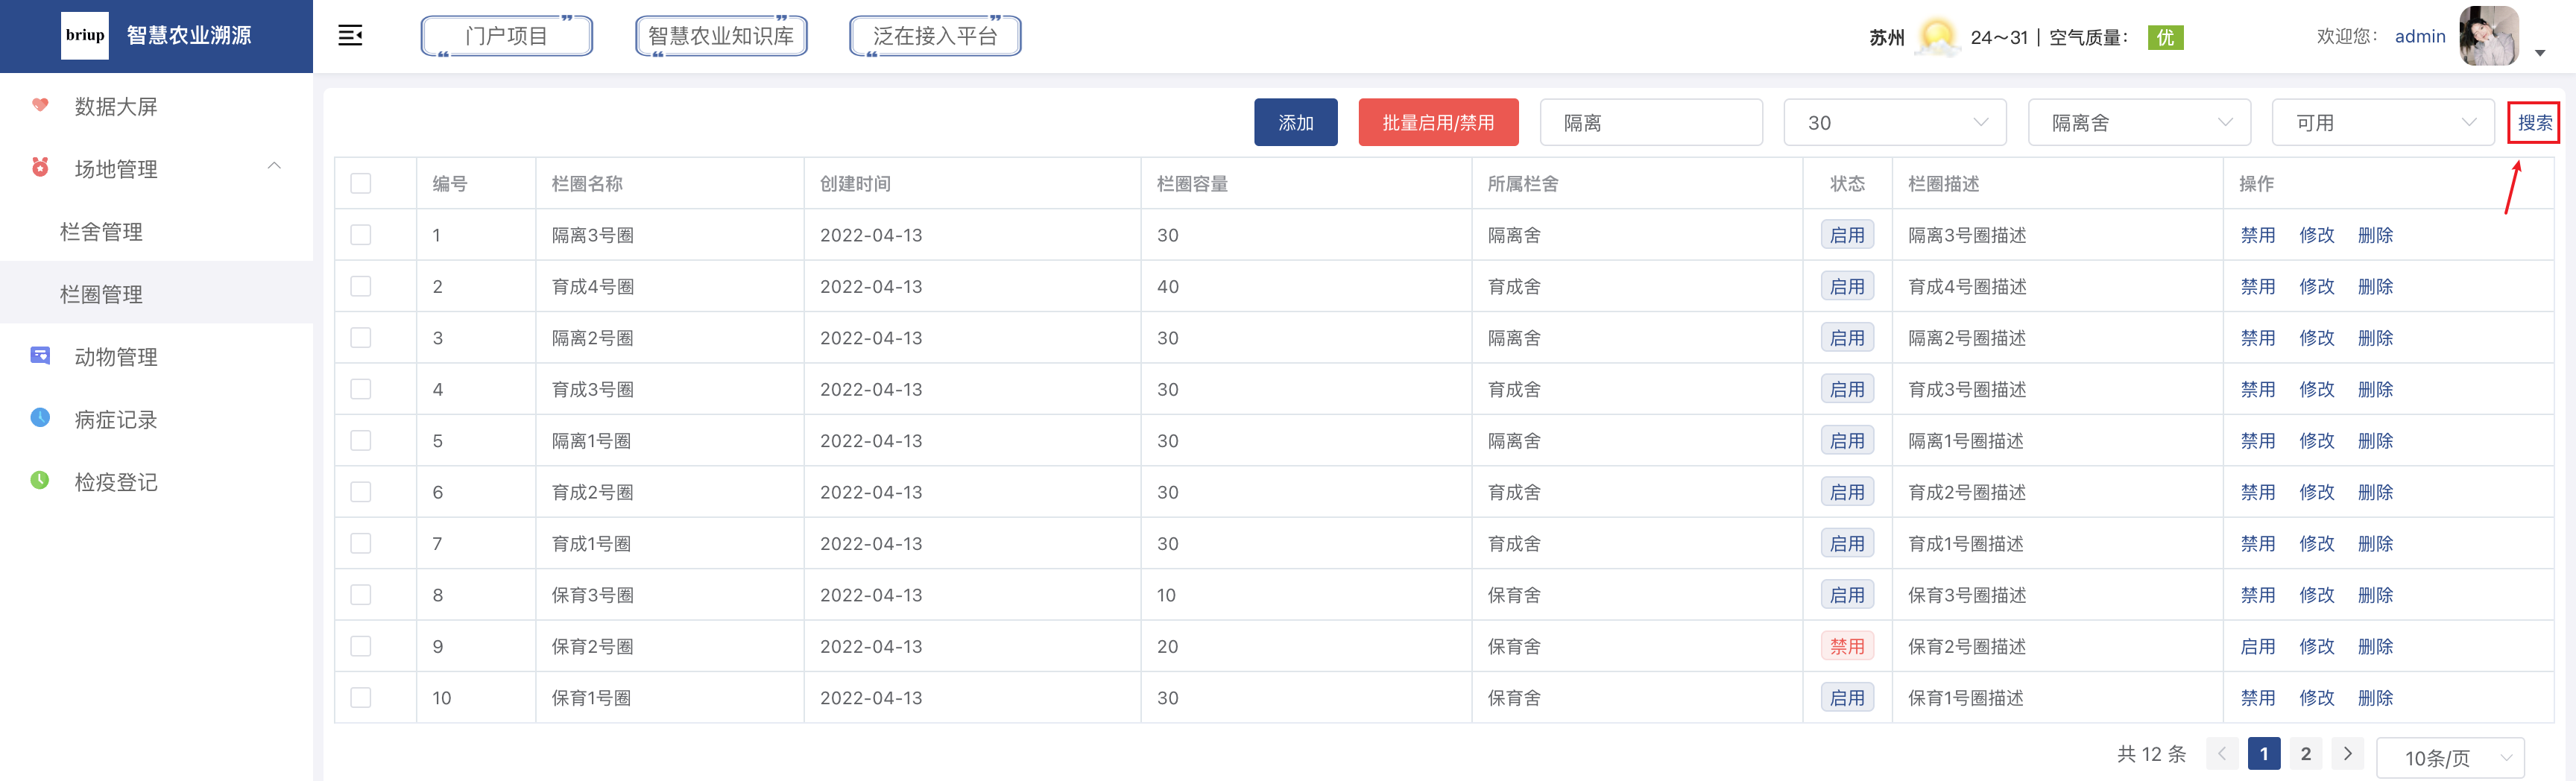 briup 智慧农业溯源
门户项目 智慧农业知识库 泛在接入平台
苏州 24～31 | 空气质量： 优 欢迎您： admin
数据大屏
场地管理
栏舍管理
栏圈管理
动物管理
病症记录
检疫登记
添加 批量启用/禁用 隔离 30 隔离舍 可用 搜索
编号 栏圈名称 创建时间 栏圈容量 所属栏舍 状态 栏圈描述 操作
1 隔离3号圈 2022-04-13 30 隔离舍 启用 隔离3号圈描述 禁用 修改 删除
2 育成4号圈 2022-04-13 40 育成舍 启用 育成4号圈描述 禁用 修改 删除
3 隔离2号圈 2022-04-13 30 隔离舍 启用 隔离2号圈描述 禁用 修改 删除
4 育成3号圈 2022-04-13 30 育成舍 启用 育成3号圈描述 禁用 修改 删除
5 隔离1号圈 2022-04-13 30 隔离舍 启用 隔离1号圈描述 禁用 修改 删除
6 育成2号圈 2022-04-13 30 育成舍 启用 育成2号圈描述 禁用 修改 删除
7 育成1号圈 2022-04-13 30 育成舍 启用 育成1号圈描述 禁用 修改 删除
8 保育3号圈 2022-04-13 10 保育舍 启用 保育3号圈描述 禁用 修改 删除
9 保育2号圈 2022-04-13 20 保育舍 禁用 保育2号圈描述 启用 修改 删除
10 保育1号圈 2022-04-13 30 保育舍 启用 保育1号圈描述 禁用 修改 删除
共 12 条 1 2 10条/页